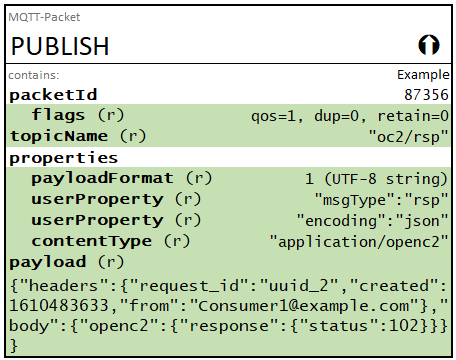 MQTT-Packet
PUBLISH
contains: Example
packetId 87356
flags (r) qos=1, dup=0, retain=0
topicName (r) "oc2/rsp"
properties
payloadFormat (r) 1 (UTF-8 string)
userProperty (r) "msgType":"rsp"
userProperty (r) "encoding":"json"
contentType (r) "application/openc2"
payload (r)
{"headers":{"request_id":"uuid_2","created":
1610483633,"from":"Consumer1@example.com"},"
body":{"openc2":{"response":{"status":102}}}
}